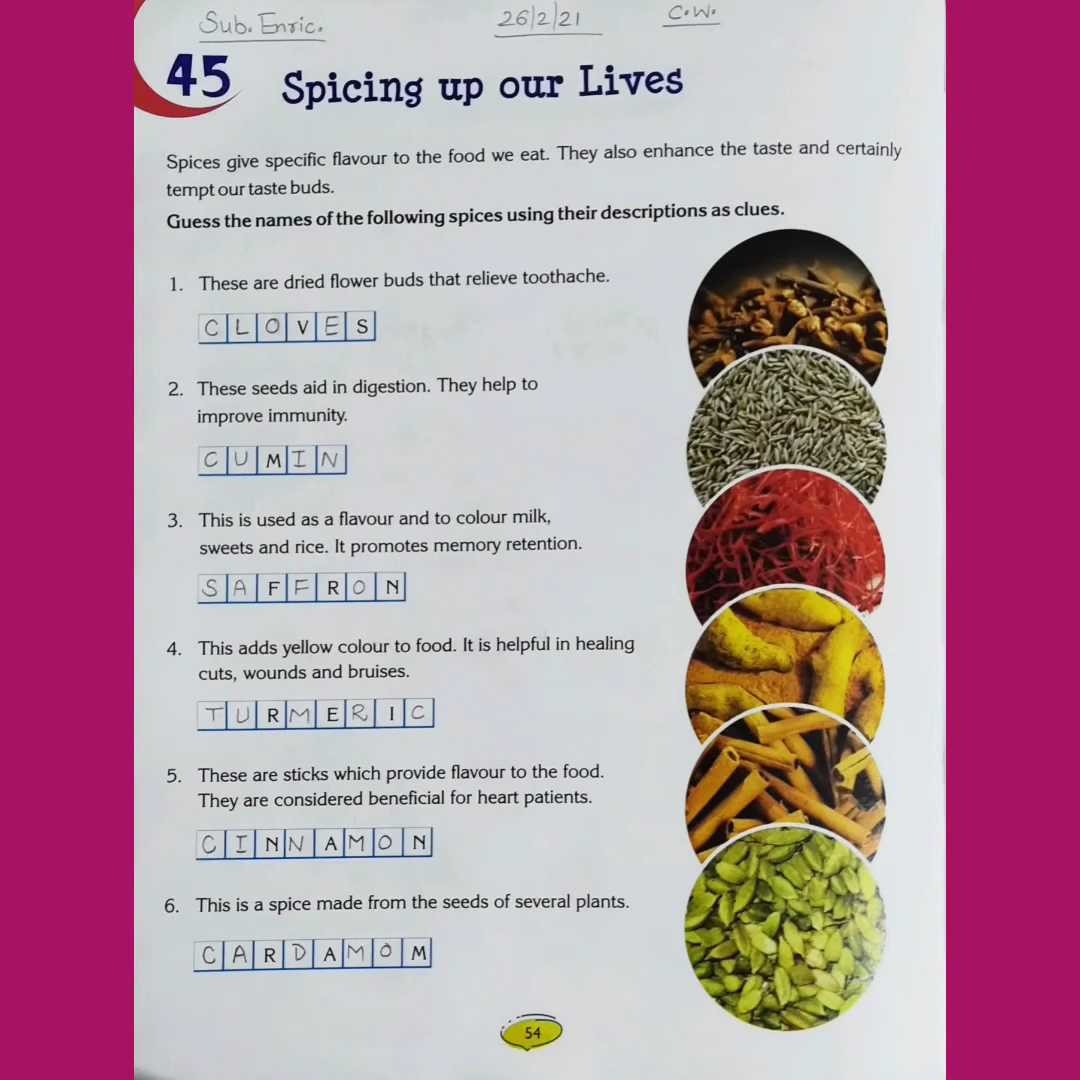 Sub. Enric. 26/2/21 C.W.
45 Spicing up our Lives
Spices give specific flavour to the food we eat. They also enhance the taste and certainly
tempt our taste buds.
Guess the names of the following spices using their descriptions as clues.
1. These are dried flower buds that relieve toothache.
CLOVES
2. These seeds aid in digestion. They help to
improve immunity.
CUMIN
3. This is used as a flavour and to colour milk,
sweets and rice. It promotes memory retention.
SAFFRON
4. This adds yellow colour to food. It is helpful in healing
cuts, wounds and bruises.
TURMERIC
5. These are sticks which provide flavour to the food.
They are considered beneficial for heart patients.
CINNAMON
6. This is a spice made from the seeds of several plants.
CARDAMOM
54